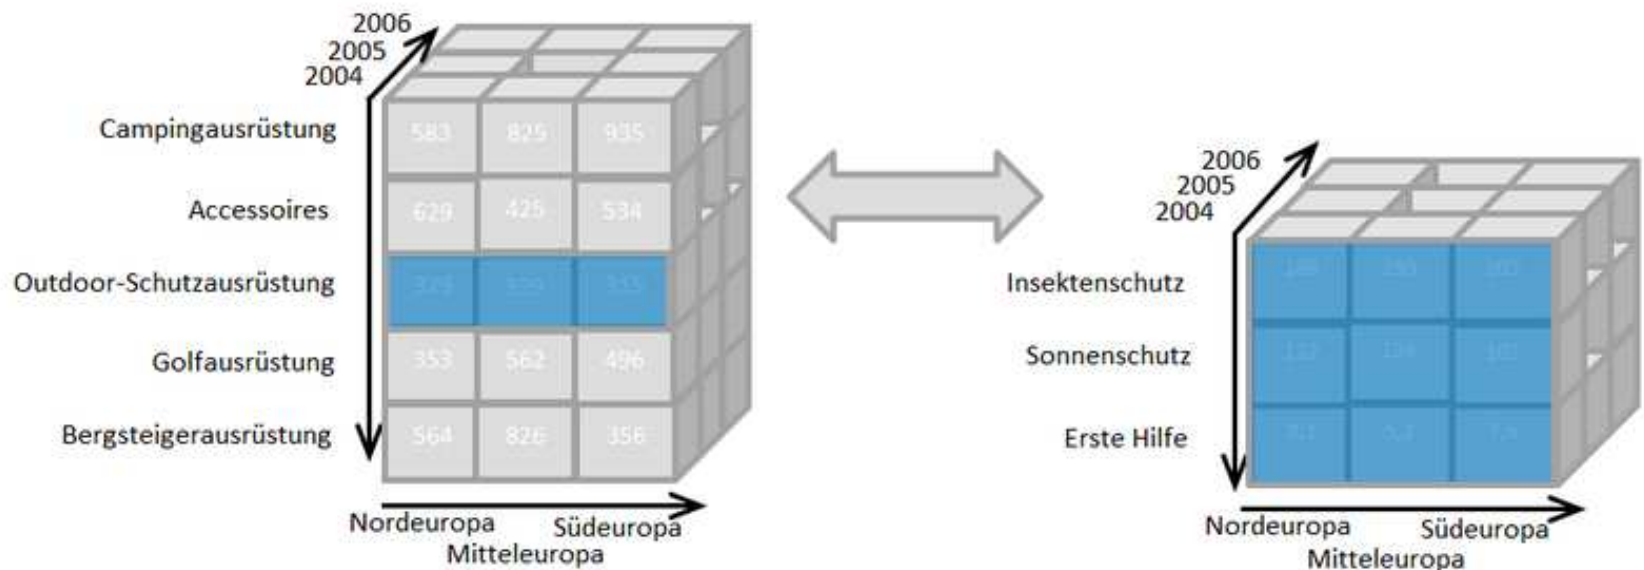 2006
2005
2004
Campingausrüstung
583 825 935
Accessoires
629 425 534
Outdoor-Schutzausrüstung
Golfausrüstung
353 562 496
Bergsteigerausrüstung
564 826 356
Nordeuropa
Südeuropa
Mitteleuropa
2006
2005
2004
Insektenschutz
Sonnenschutz
Erste Hilfe
Nordeuropa
Südeuropa
Mitteleuropa